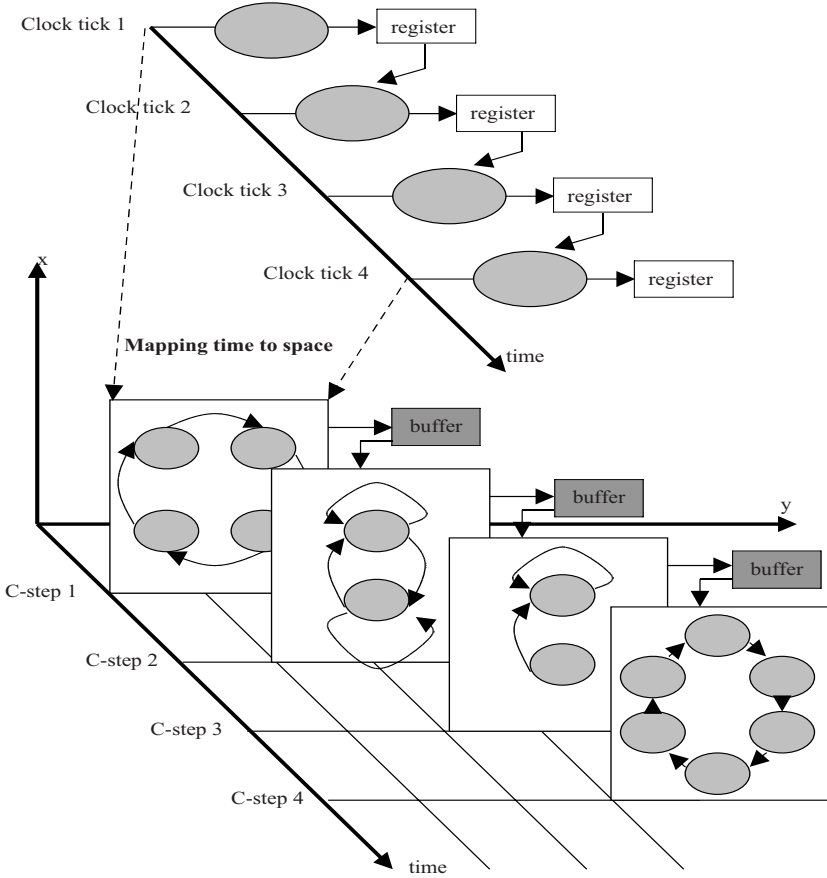 Clock tick 1
register
Clock tick 2
register
Clock tick 3
register
Clock tick 4
register
x
Mapping time to space
time
buffer
buffer
y
buffer
C-step 1
C-step 2
C-step 3
C-step 4
time